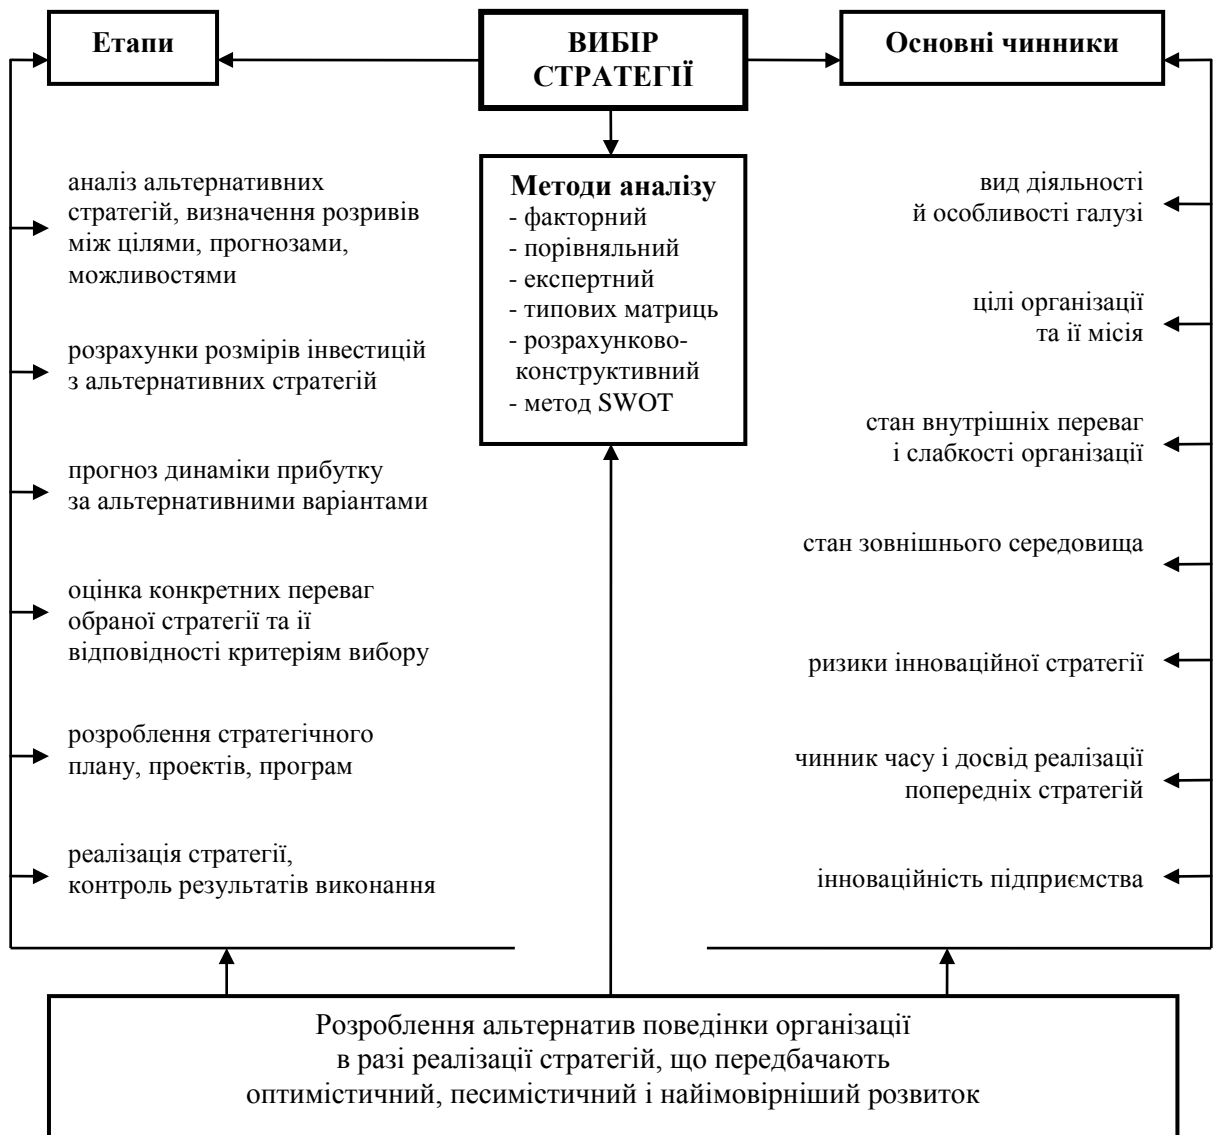 Етапи
ВИБІР
СТРАТЕГІЇ
Основні чинники
аналіз альтернативних
стратегій, визначення розривів
між цілями, прогнозами,
можливостями
розрахунки розмірів інвестицій
з альтернативних стратегій
прогноз динаміки прибутку
за альтернативними варіантами
оцінка конкретних переваг
обраної стратегії та її
відповідності критеріям вибору
розроблення стратегічного
плану, проектів, програм
реалізація стратегії,
контроль результатів виконання
Методи аналізу
- факторний
- порівняльний
- експертний
- типових матриць
- розрахунково-
конструктивний
- метод SWOT
вид діяльності
й особливості галузі
цілі організації
та її місія
стан внутрішніх переваг
і слабкості організації
стан зовнішнього середовища
ризики інноваційної стратегії
чинник часу і досвід реалізації
попередніх стратегій
інноваційність підприємства
Розроблення альтернатив поведінки організації
в разі реалізації стратегій, що передбачають
оптимістичний, песимістичний і найімовірніший розвиток